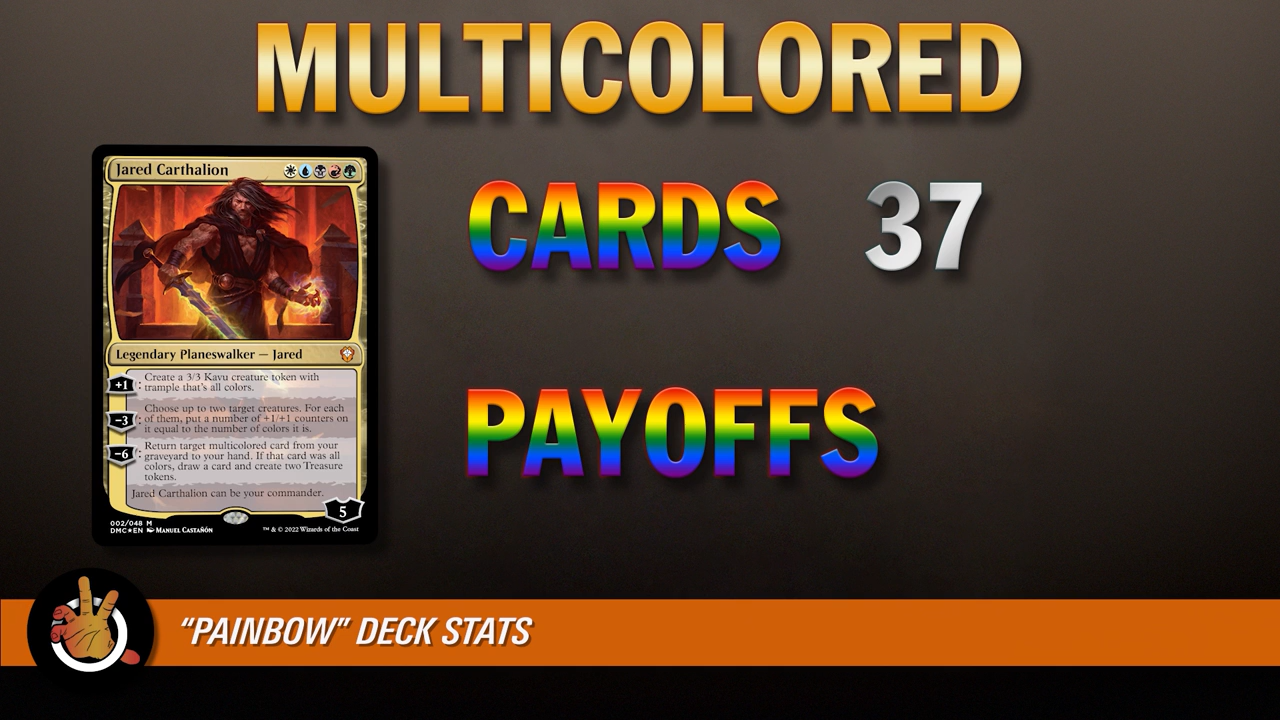 MULTICOLORED
Jared Carthalion
CARDS 37
Legendary Planeswalker — Jared
+1: Create a 3/3 Kavu creature token with
trample that's all colors.
−3: Choose up to two target creatures. For each
of them, put a number of +1/+1 counters on
it equal to the number of colors it is.
−6: Return target multicolored card from your
graveyard to your hand. If that card was all
colors, draw a card and create two Treasure
tokens.
Jared Carthalion can be your commander.
5
002/048 M
DMC★EN Manuel Castañón
™ & © 2022 Wizards of the Coast
PAYOFFS
"PAINBOW" DECK STATS